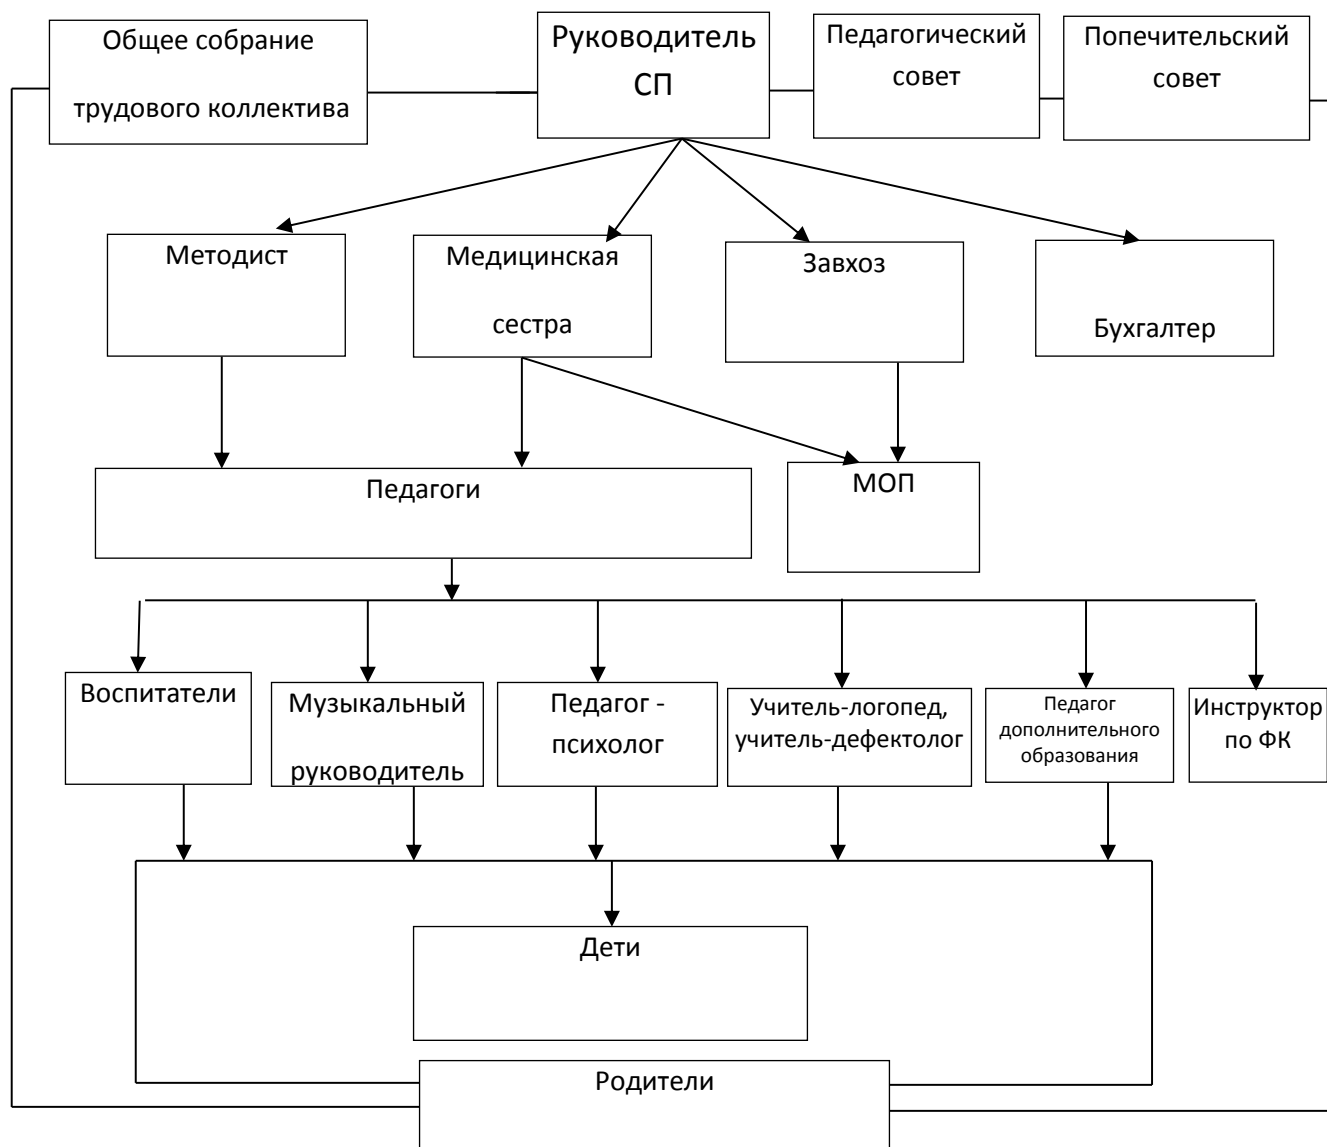 Общее собрание
трудового коллектива
Руководитель
СП
Педагогический
совет
Попечительский
совет
Методист
Медицинская
сестра
Завхоз
Бухгалтер
Педагоги
МОП
Воспитатели
Музыкальный
руководитель
Педагог -
психолог
Учитель-логопед,
учитель-дефектолог
Педагог
дополнительного
образования
Инструктор
по ФК
Дети
Родители